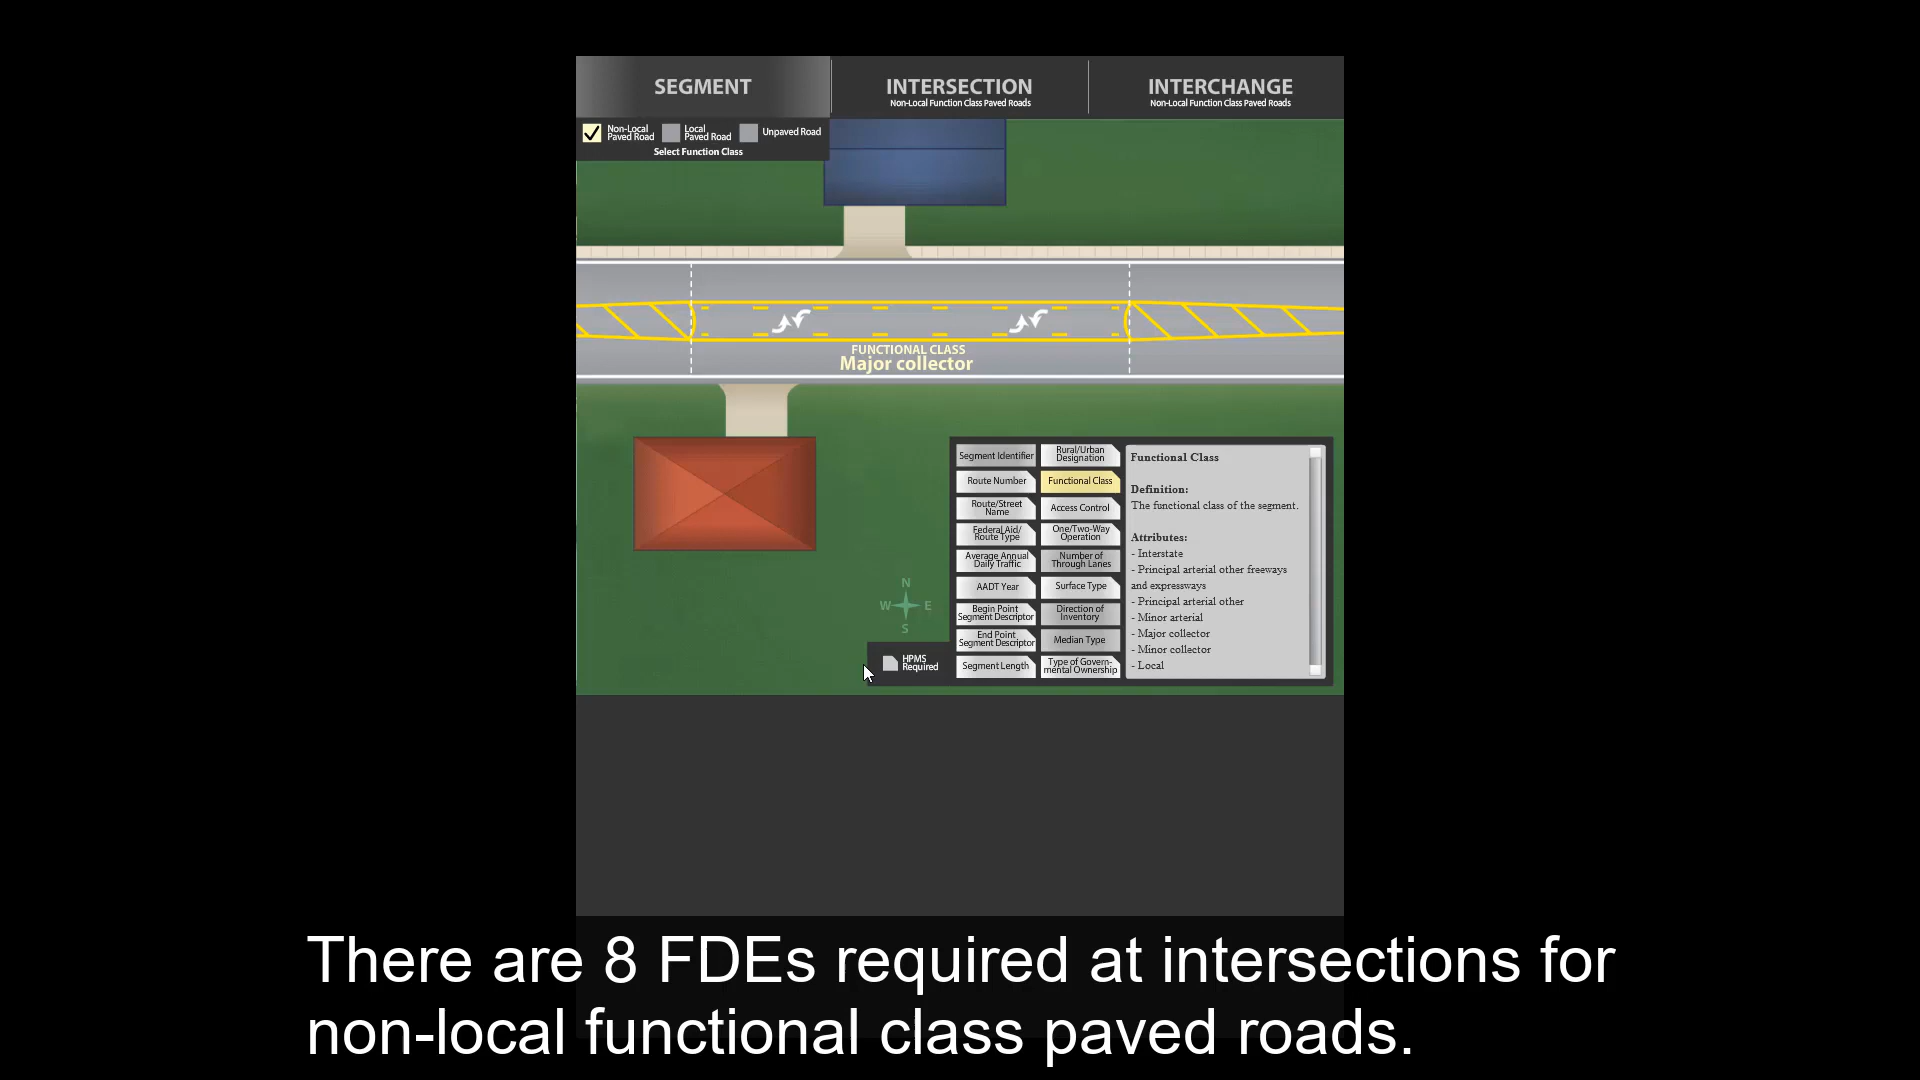 SEGMENT
INTERSECTION
Non-Local Function Class Paved Roads
INTERCHANGE
Non-Local Function Class Paved Roads
Non-Local
Paved Road
Local
Paved Road
Unpaved Road
Select Function Class
FUNCTIONAL CLASS
Major collector
N
W
E
S
HPMS
Required
Segment Identifier
Route Number
Route/Street
Name
Federal Aid/
Route Type
Average Annual
Daily Traffic
AADT Year
Begin Point
Segment Descriptor
End Point
Segment Descriptor
Segment Length
Rural/Urban
Designation
Functional Class
Access Control
One/Two-Way
Operation
Number of
Through Lanes
Surface Type
Direction of
Inventory
Median Type
Type of Govern-
mental Ownership
Functional Class
Definition:
The functional class of the segment.
Attributes:
- Interstate
- Principal arterial other freeways
and expressways
- Principal arterial other
- Minor arterial
- Major collector
- Minor collector
- Local
There are 8 FDEs required at intersections for
non-local functional class paved roads.